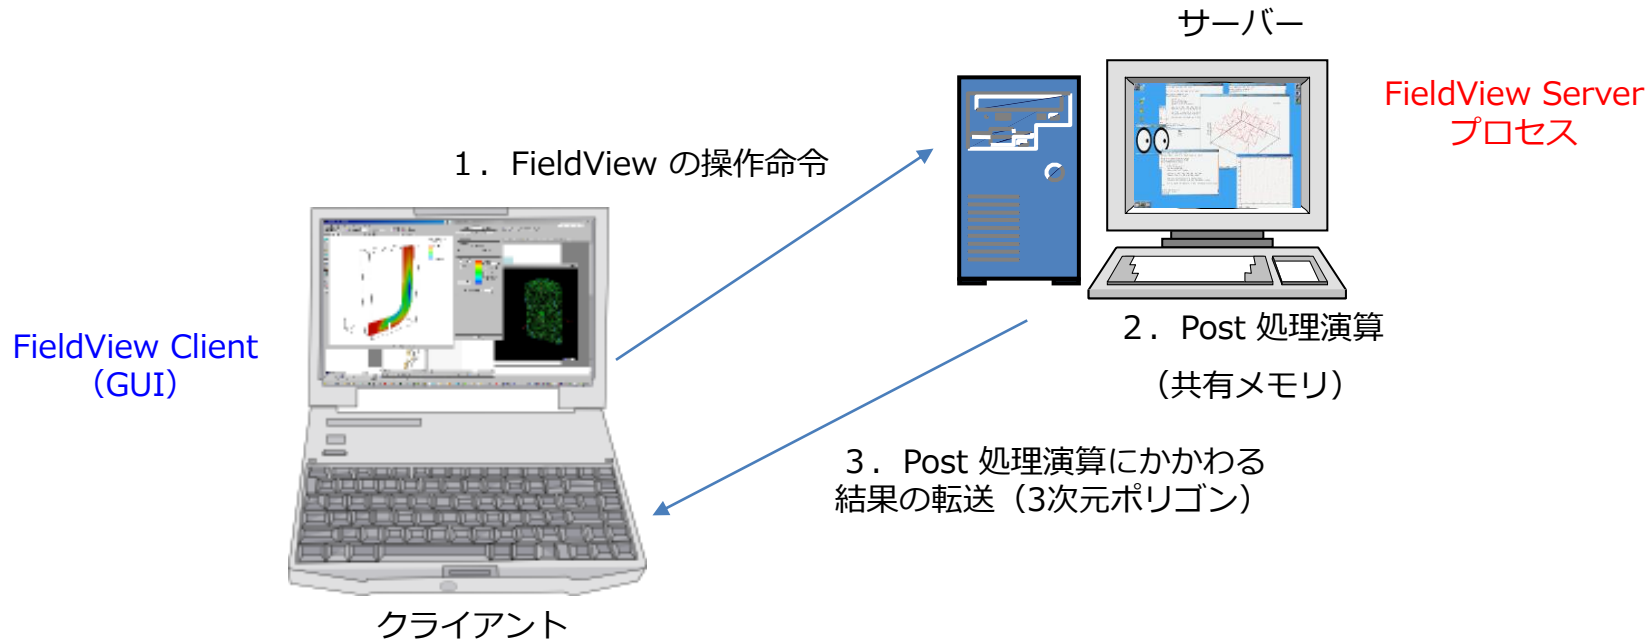 サーバー
FieldView Server
プロセス
１．FieldView の操作命令
FieldView Client
（GUI）
２．Post 処理演算
（共有メモリ）
３．Post 処理演算にかかわる
結果の転送（3次元ポリゴン）
クライアント